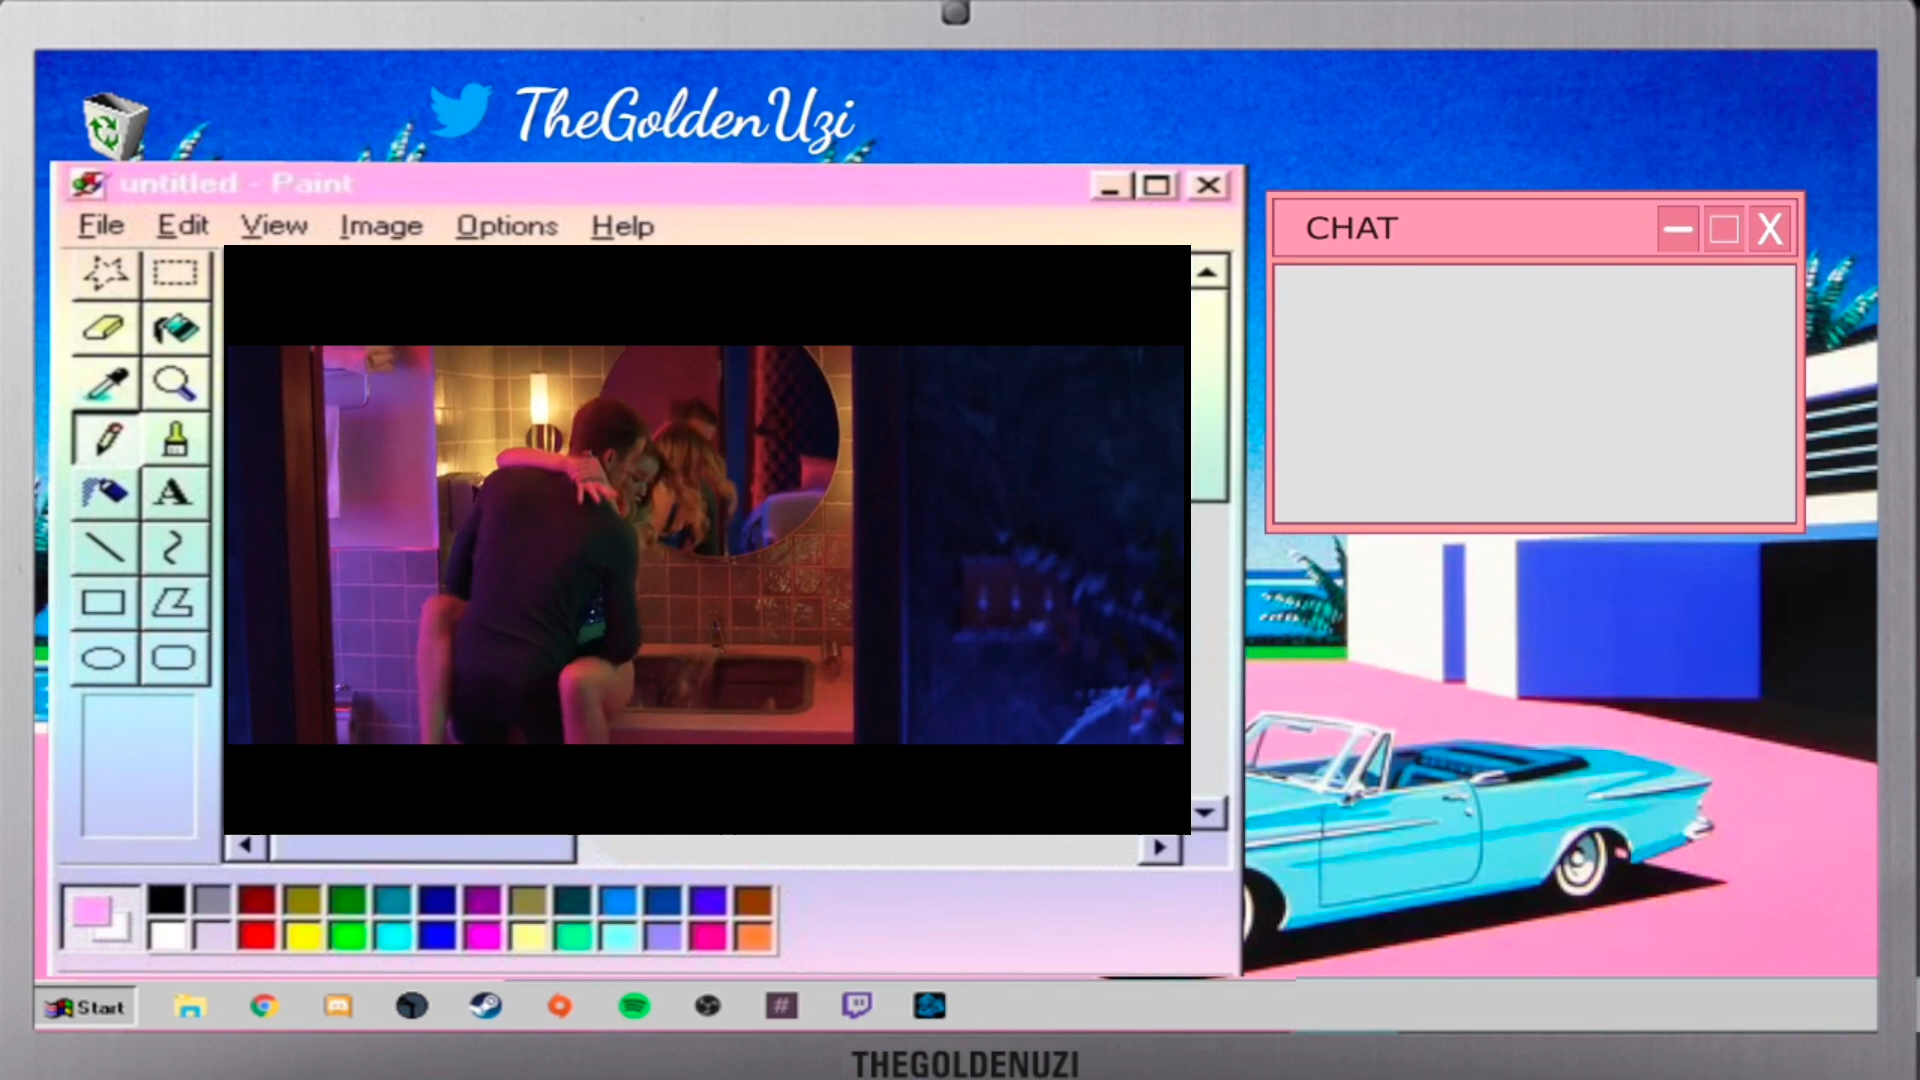 TheGoldenUzi
untitled - Paint
File Edit View Image Options Help
CHAT
X
A
Start
#
THEGOLDENUZI